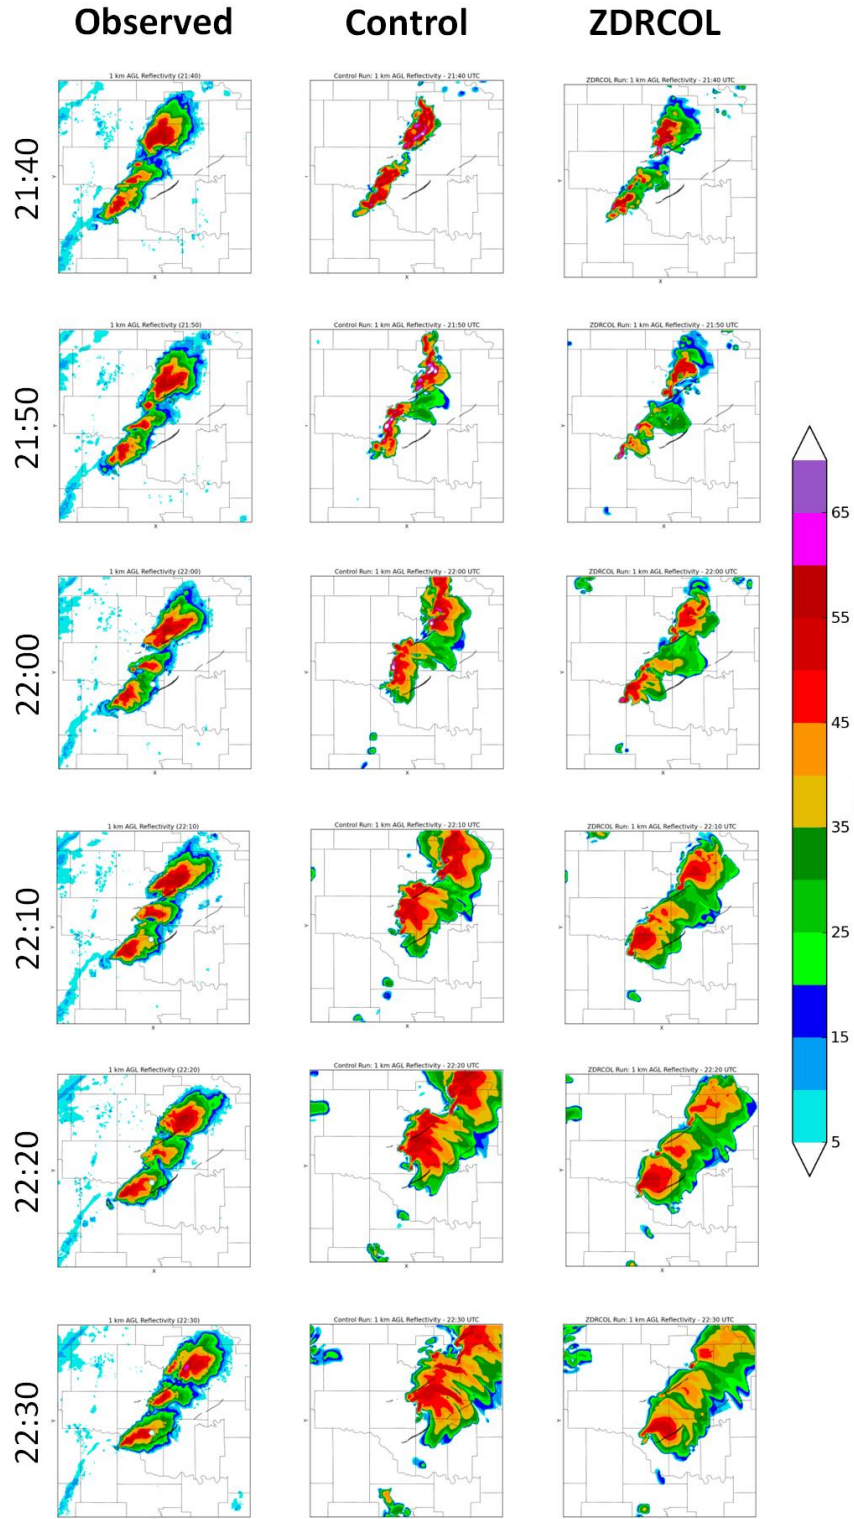 Observed Control ZDRCOL
21:40
1 km AGL Reflectivity (21:40)
Control Run: 1 km AGL Reflectivity - 21:40 UTC
ZDRCOL Run: 1 km AGL Reflectivity - 21:40 UTC
Y
X
X
Y
X
21:50
1 km AGL Reflectivity (21:50)
Control Run: 1 km AGL Reflectivity - 21:50 UTC
ZDRCOL Run: 1 km AGL Reflectivity - 21:50 UTC
Y
X
X
Y
X
22:00
1 km AGL Reflectivity (22:00)
Control Run: 1 km AGL Reflectivity - 22:00 UTC
ZDRCOL Run: 1 km AGL Reflectivity - 22:00 UTC
Y
X
Y
X
Y
X
22:10
1 km AGL Reflectivity (22:10)
Control Run: 1 km AGL Reflectivity - 22:10 UTC
ZDRCOL Run: 1 km AGL Reflectivity - 22:10 UTC
Y
X
Y
X
Y
X
22:20
1 km AGL Reflectivity (22:20)
Control Run: 1 km AGL Reflectivity - 22:20 UTC
ZDRCOL Run: 1 km AGL Reflectivity - 22:20 UTC
Y
X
Y
X
Y
X
22:30
1 km AGL Reflectivity (22:30)
Control Run: 1 km AGL Reflectivity - 22:30 UTC
ZDRCOL Run: 1 km AGL Reflectivity - 22:30 UTC
Y
Y
Y
65
55
45
35
25
15
5